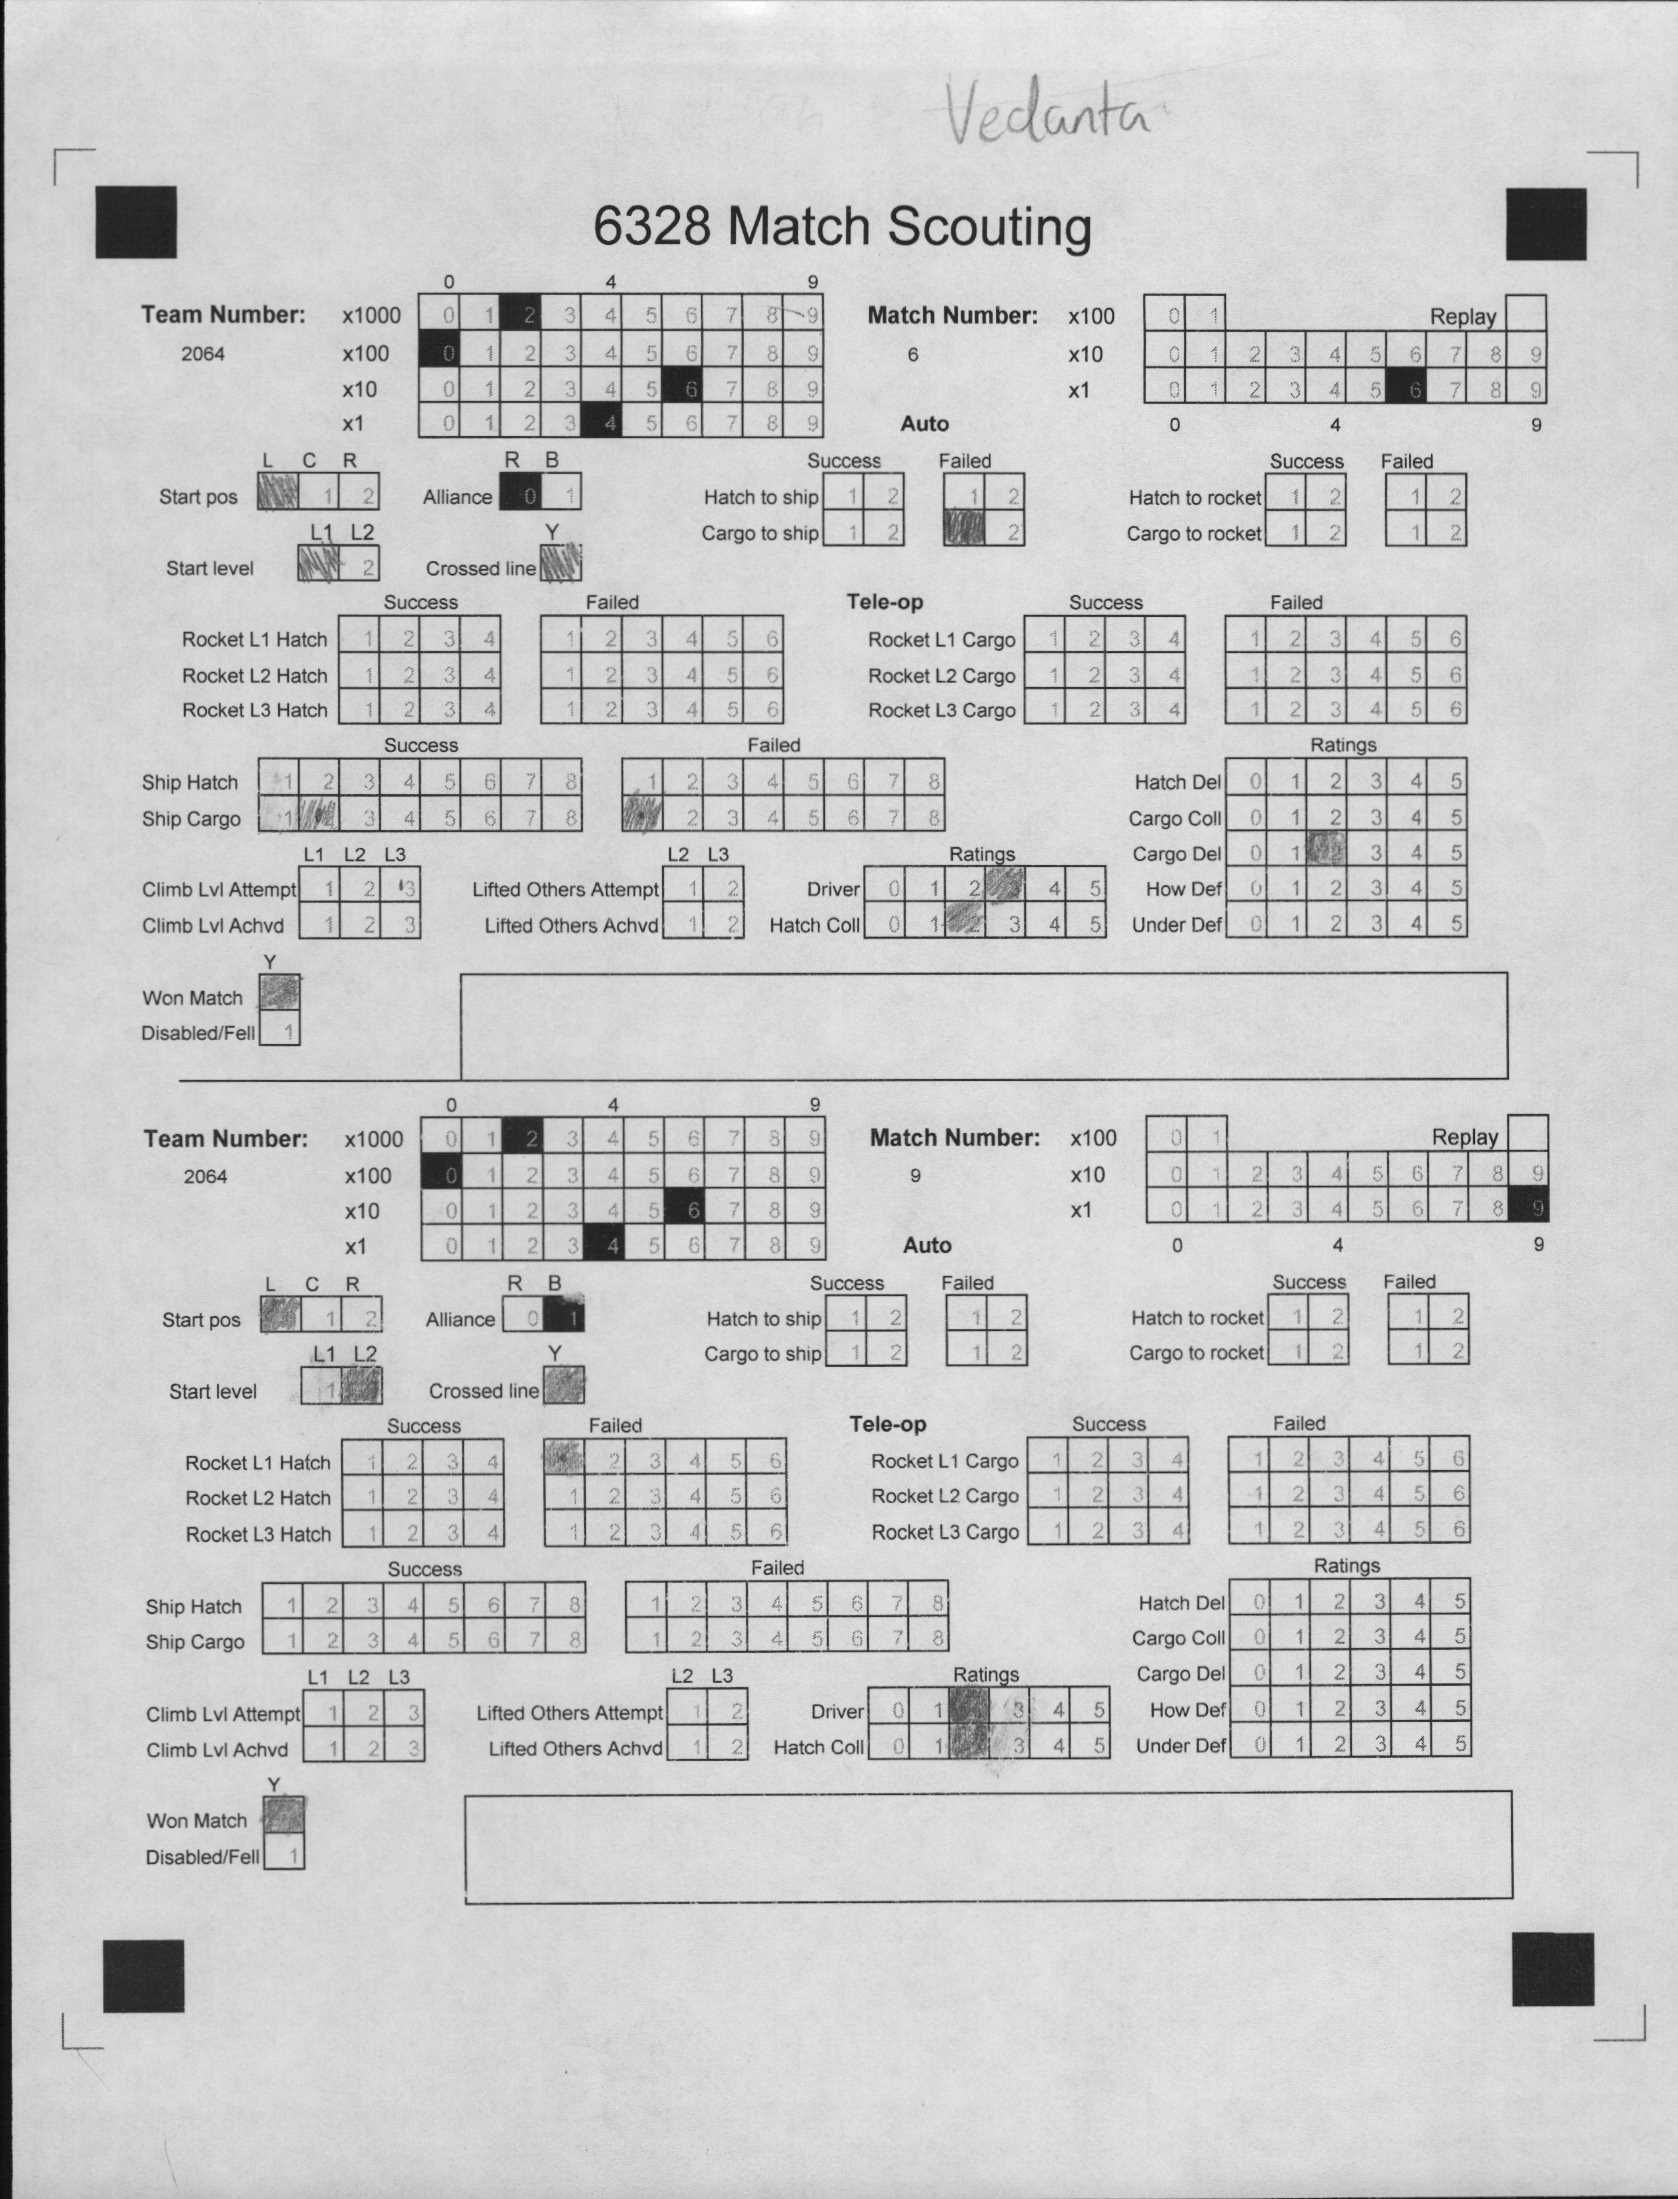 Vedanta
6328 Match Scouting
0 4 9
Team Number: x1000 0 1 2 3 4 5 6 7 8 9 Match Number: x100 0 1 Replay
2064 x100 0 1 2 3 4 5 6 7 8 9 6 x10 0 1 2 3 4 5 6 7 8 9
x10 0 1 2 3 4 5 6 7 8 9 x1 0 1 2 3 4 5 6 7 8 9
x1 0 1 2 3 4 5 6 7 8 9 Auto 0 4 9
L C R R B Success Failed Success Failed
Start pos 1 2 Alliance 0 1 Hatch to ship 1 2 1 2 Hatch to rocket 1 2 1 2
L1 L2 Y Cargo to ship 1 2 2 Cargo to rocket 1 2 1 2
Start level 2 Crossed line
Success Failed Tele-op Success Failed
Rocket L1 Hatch 1 2 3 4 1 2 3 4 5 6 Rocket L1 Cargo 1 2 3 4 1 2 3 4 5 6
Rocket L2 Hatch 1 2 3 4 1 2 3 4 5 6 Rocket L2 Cargo 1 2 3 4 1 2 3 4 5 6
Rocket L3 Hatch 1 2 3 4 1 2 3 4 5 6 Rocket L3 Cargo 1 2 3 4 1 2 3 4 5 6
Success Failed Ratings
Ship Hatch 1 2 3 4 5 6 7 8 1 2 3 4 5 6 7 8 Hatch Del 0 1 2 3 4 5
Ship Cargo 1 3 4 5 6 7 8 2 3 4 5 6 7 8 Cargo Coll 0 1 2 3 4 5
L1 L2 L3 L2 L3 Ratings Cargo Del 0 1 2 3 4 5
Climb Lvl Attempt 1 2 3 Lifted Others Attempt 1 2 Driver 0 1 2 4 5 How Def 0 1 2 3 4 5
Climb Lvl Achvd 1 2 3 Lifted Others Achvd 1 2 Hatch Coll 0 1 2 3 4 5 Under Def 0 1 2 3 4 5
Y
Won Match
Disabled/Fell 1
0 4 9
Team Number: x1000 0 1 2 3 4 5 6 7 8 9 Match Number: x100 0 1 Replay
2064 x100 0 1 2 3 4 5 6 7 8 9 9 x10 0 1 2 3 4 5 6 7 8 9
x10 0 1 2 3 4 5 6 7 8 9 x1 0 1 2 3 4 5 6 7 8 9
x1 0 1 2 3 4 5 6 7 8 9 Auto 0 4 9
L C R R B Success Failed Success Failed
Start pos 1 2 Alliance 0 1 Hatch to ship 1 2 1 2 Hatch to rocket 1 2 1 2
L1 L2 Y Cargo to ship 1 2 1 2 Cargo to rocket 1 2 1 2
Start level 1 Crossed line
Success Failed Tele-op Success Failed
Rocket L1 Hatch 1 2 3 4 2 3 4 5 6 Rocket L1 Cargo 1 2 3 4 1 2 3 4 5 6
Rocket L2 Hatch 1 2 3 4 1 2 3 4 5 6 Rocket L2 Cargo 1 2 3 4 1 2 3 4 5 6
Rocket L3 Hatch 1 2 3 4 1 2 3 4 5 6 Rocket L3 Cargo 1 2 3 4 1 2 3 4 5 6
Success Failed Ratings
Ship Hatch 1 2 3 4 5 6 7 8 1 2 3 4 5 6 7 8 Hatch Del 0 1 2 3 4 5
Ship Cargo 1 2 3 4 5 6 7 8 1 2 3 4 5 6 7 8 Cargo Coll 0 1 2 3 4 5
L1 L2 L3 L2 L3 Ratings Cargo Del 0 1 2 3 4 5
Climb Lvl Attempt 1 2 3 Lifted Others Attempt 1 2 Driver 0 1 3 4 5 How Def 0 1 2 3 4 5
Climb Lvl Achvd 1 2 3 Lifted Others Achvd 1 2 Hatch Coll 0 1 3 4 5 Under Def 0 1 2 3 4 5
Y
Won Match
Disabled/Fell 1